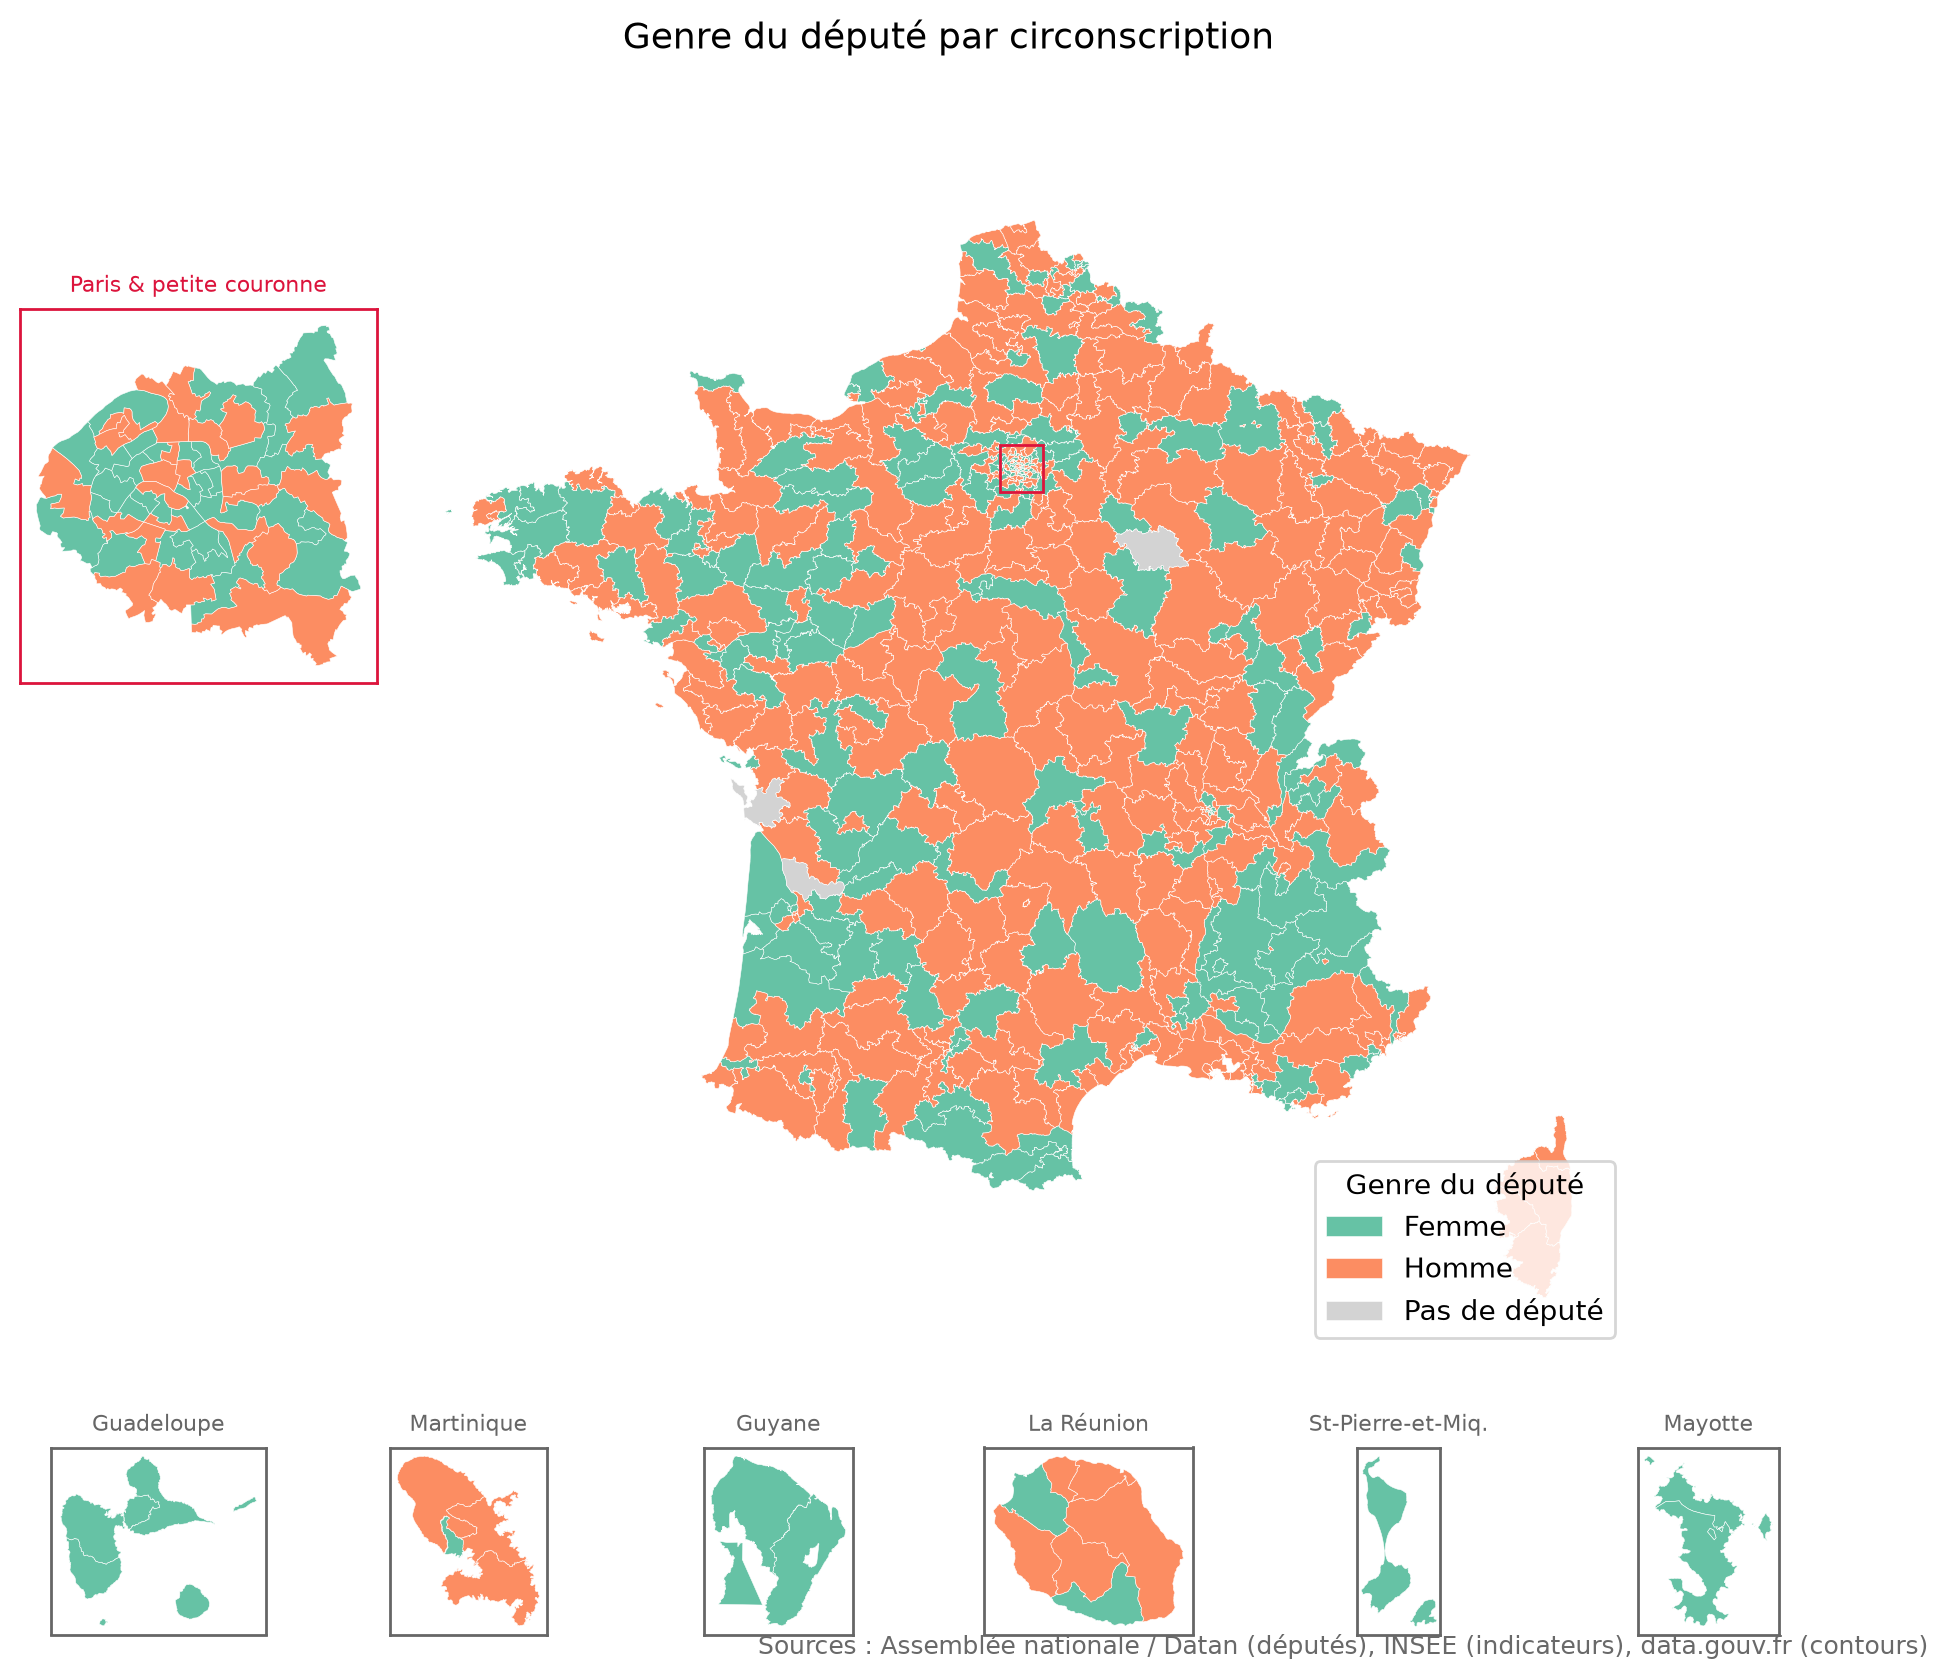 Genre du député par circonscription
Paris & petite couronne
Genre du député
Femme
Homme
Pas de député
Guadeloupe
Martinique
Guyane
La Réunion
St-Pierre-et-Miq.
Mayotte
Sources : Assemblée nationale / Datan (députés), INSEE (indicateurs), data.gouv.fr (contours)